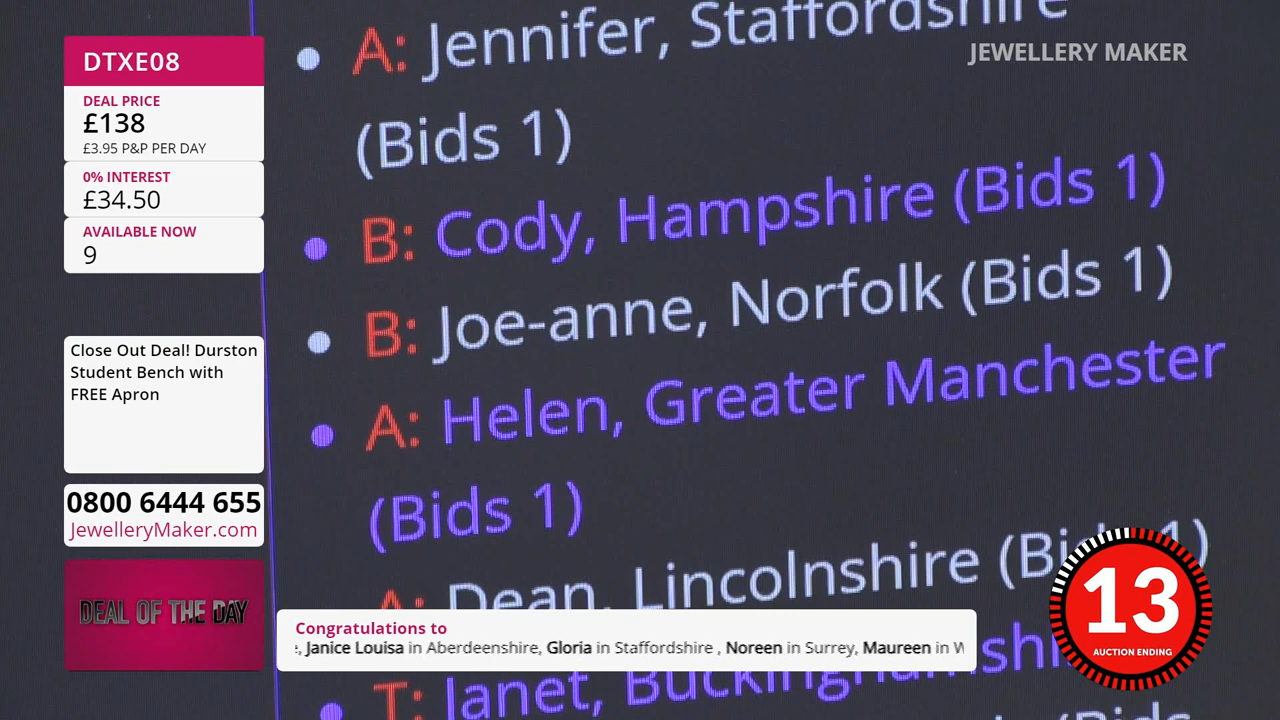 DTXE08
DEAL PRICE
£138
£3.95 P&P PER DAY
0% INTEREST
£34.50
AVAILABLE NOW
9
Close Out Deal! Durston
Student Bench with
FREE Apron
0800 6444 655
JewelleryMaker.com
DEAL OF THE DAY
JEWELLERY MAKER
A: Jennifer, Staffordshire
(Bids 1)
B: Cody, Hampshire (Bids 1)
B: Joe-anne, Norfolk (Bids 1)
A: Helen, Greater Manchester
(Bids 1)
A: Dean, Lincolnshire (Bids 1)
T: Janet, Buckinghamshi
Congratulations to
, Janice Louisa in Aberdeenshire, Gloria in Staffordshire , Noreen in Surrey, Maureen in W
13
AUCTION ENDING